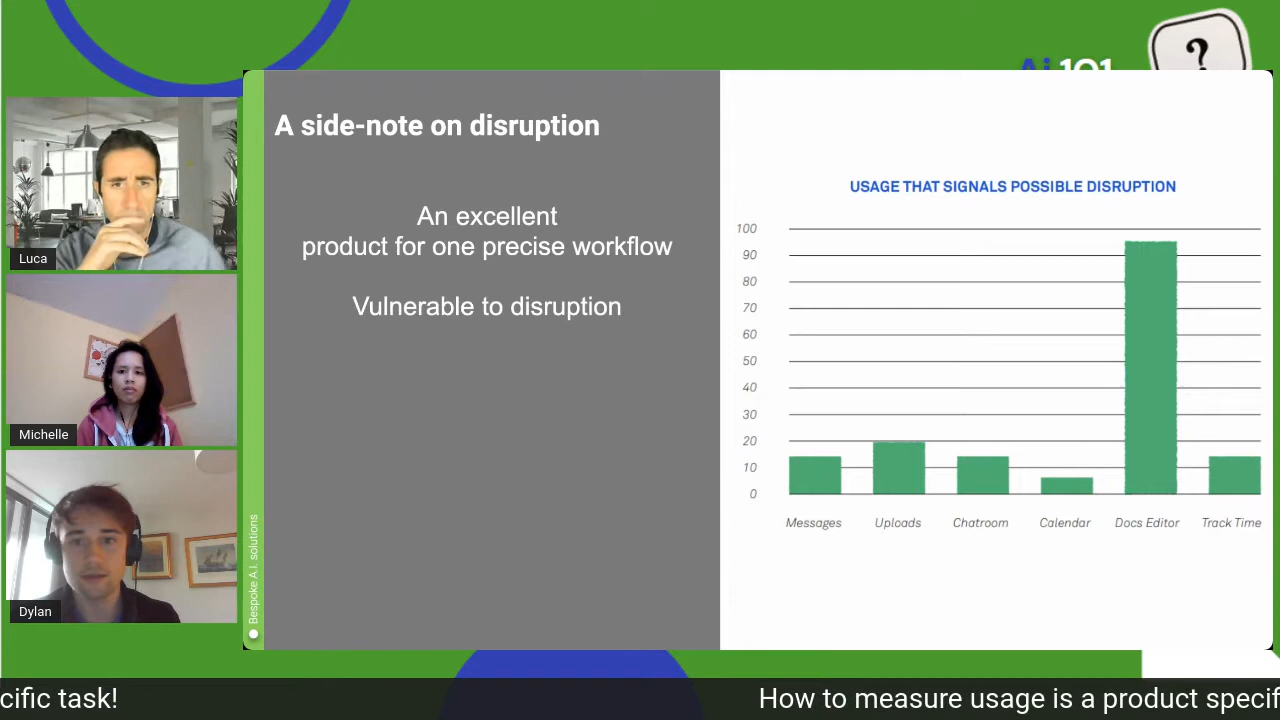 Ai 101
?
A side-note on disruption
An excellent
product for one precise workflow
Vulnerable to disruption
Bespoke A.I. solutions
USAGE THAT SIGNALS POSSIBLE DISRUPTION
100
90
80
70
60
50
40
30
20
10
0
Messages Uploads Chatroom Calendar Docs Editor Track Time
Luca
Michelle
Dylan
cific task! How to measure usage is a product specif